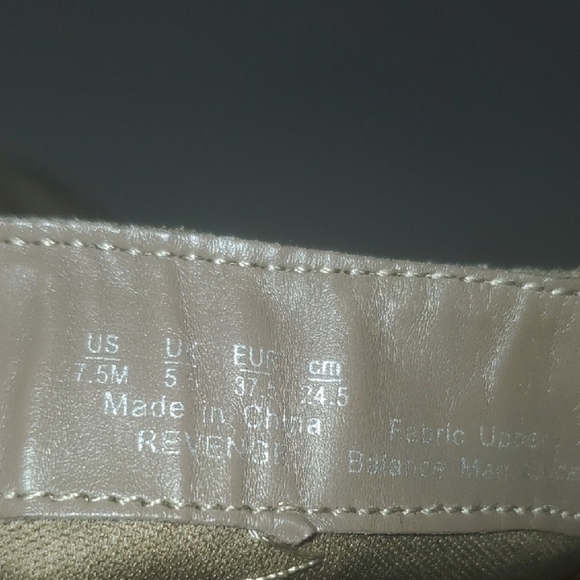 US UK EUR cm
7.5M 5.5 37.5 24.5
Made in China
REVENGE
Fabric Upper
Balance Man